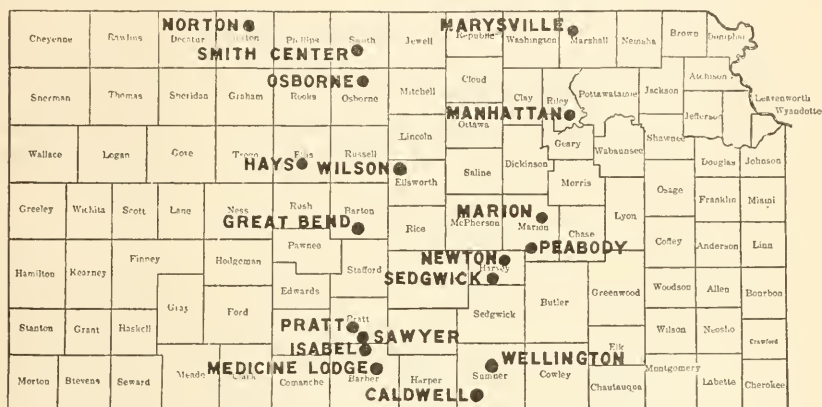 NORTON MARYSVILLE
Cheyenne Rawlins Decatur Norton Phillips Smith Jewell Republic Washington Marshall Nemaha Brown Doniphan
SMITH CENTER
OSBORNE
Sherman Thomas Sheridan Graham Rooks Osborne Mitchell Cloud Clay Riley Pottawatomie Jackson Atchison Leavenworth
Wyandotte
MANHATTAN
Jefferson
Lincoln Ottawa Geary Wabaunsee Shawnee
Wallace Logan Gove Trego Ellis Russell Ellsworth Saline Dickinson Morris Douglas Johnson
HAYS WILSON
Greeley Wichita Scott Lane Ness Rush Barton Rice McPherson Marion Chase Lyon Osage Franklin Miami
GREAT BEND MARION
PEABODY
Hamilton Kearney Finney Hodgeman Pawnee Stafford Coffey Anderson Linn
NEWTON
Harvey
SEDGWICK
Edwards Sedgwick Butler Greenwood Woodson Allen Bourbon
Gray Ford
Stanton Grant Haskell Pratt Elk Wilson Neosho Crawford
PRATT SAWYER
ISABEL
MEDICINE LODGE WELLINGTON
Morton Stevens Seward Meade Clark Comanche Barber Harper Sumner Cowley Chautauqua Montgomery Labette Cherokee
CALDWELL